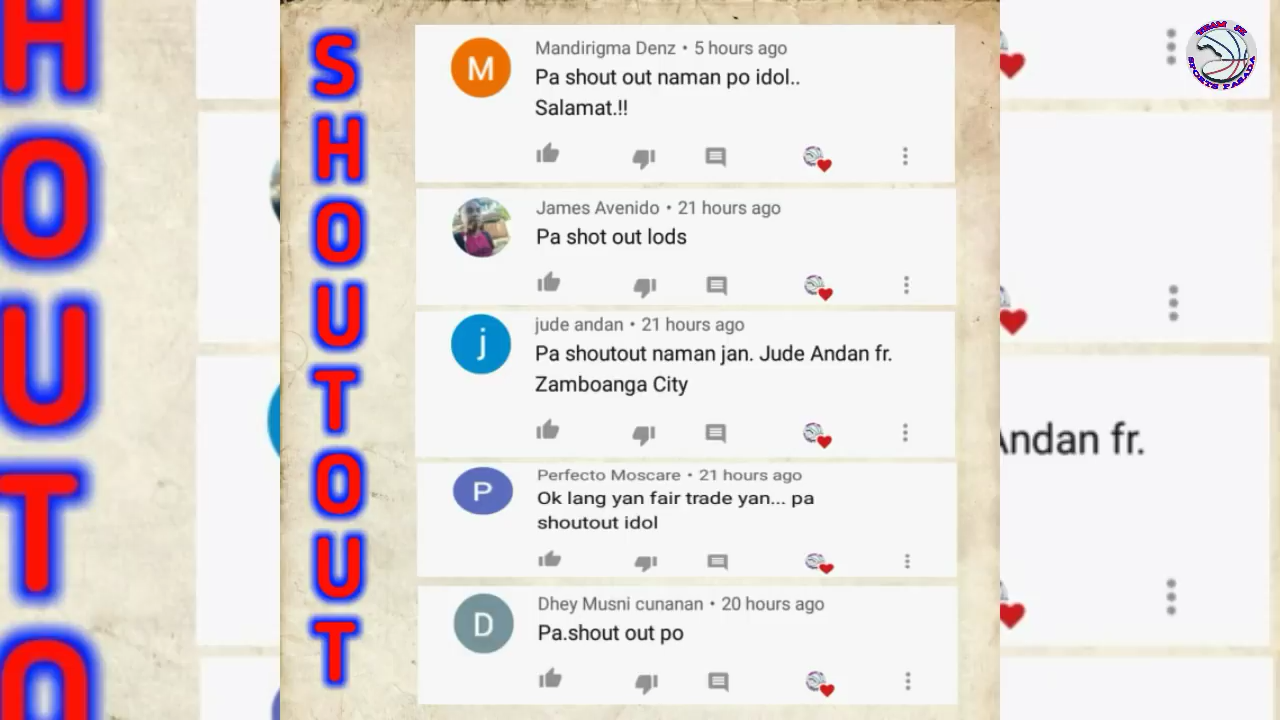 SHOUTOUT
M
Mandirigma Denz • 5 hours ago
Pa shout out naman po idol..
Salamat.!!
James Avenido • 21 hours ago
Pa shot out lods
j
jude andan • 21 hours ago
Pa shoutout naman jan. Jude Andan fr.
Zamboanga City
P
Perfecto Moscare • 21 hours ago
Ok lang yan fair trade yan... pa
shoutout idol
D
Dhey Musni cunanan • 20 hours ago
Pa.shout out po
HOUTO
Andan fr.
SPORTS PARADA